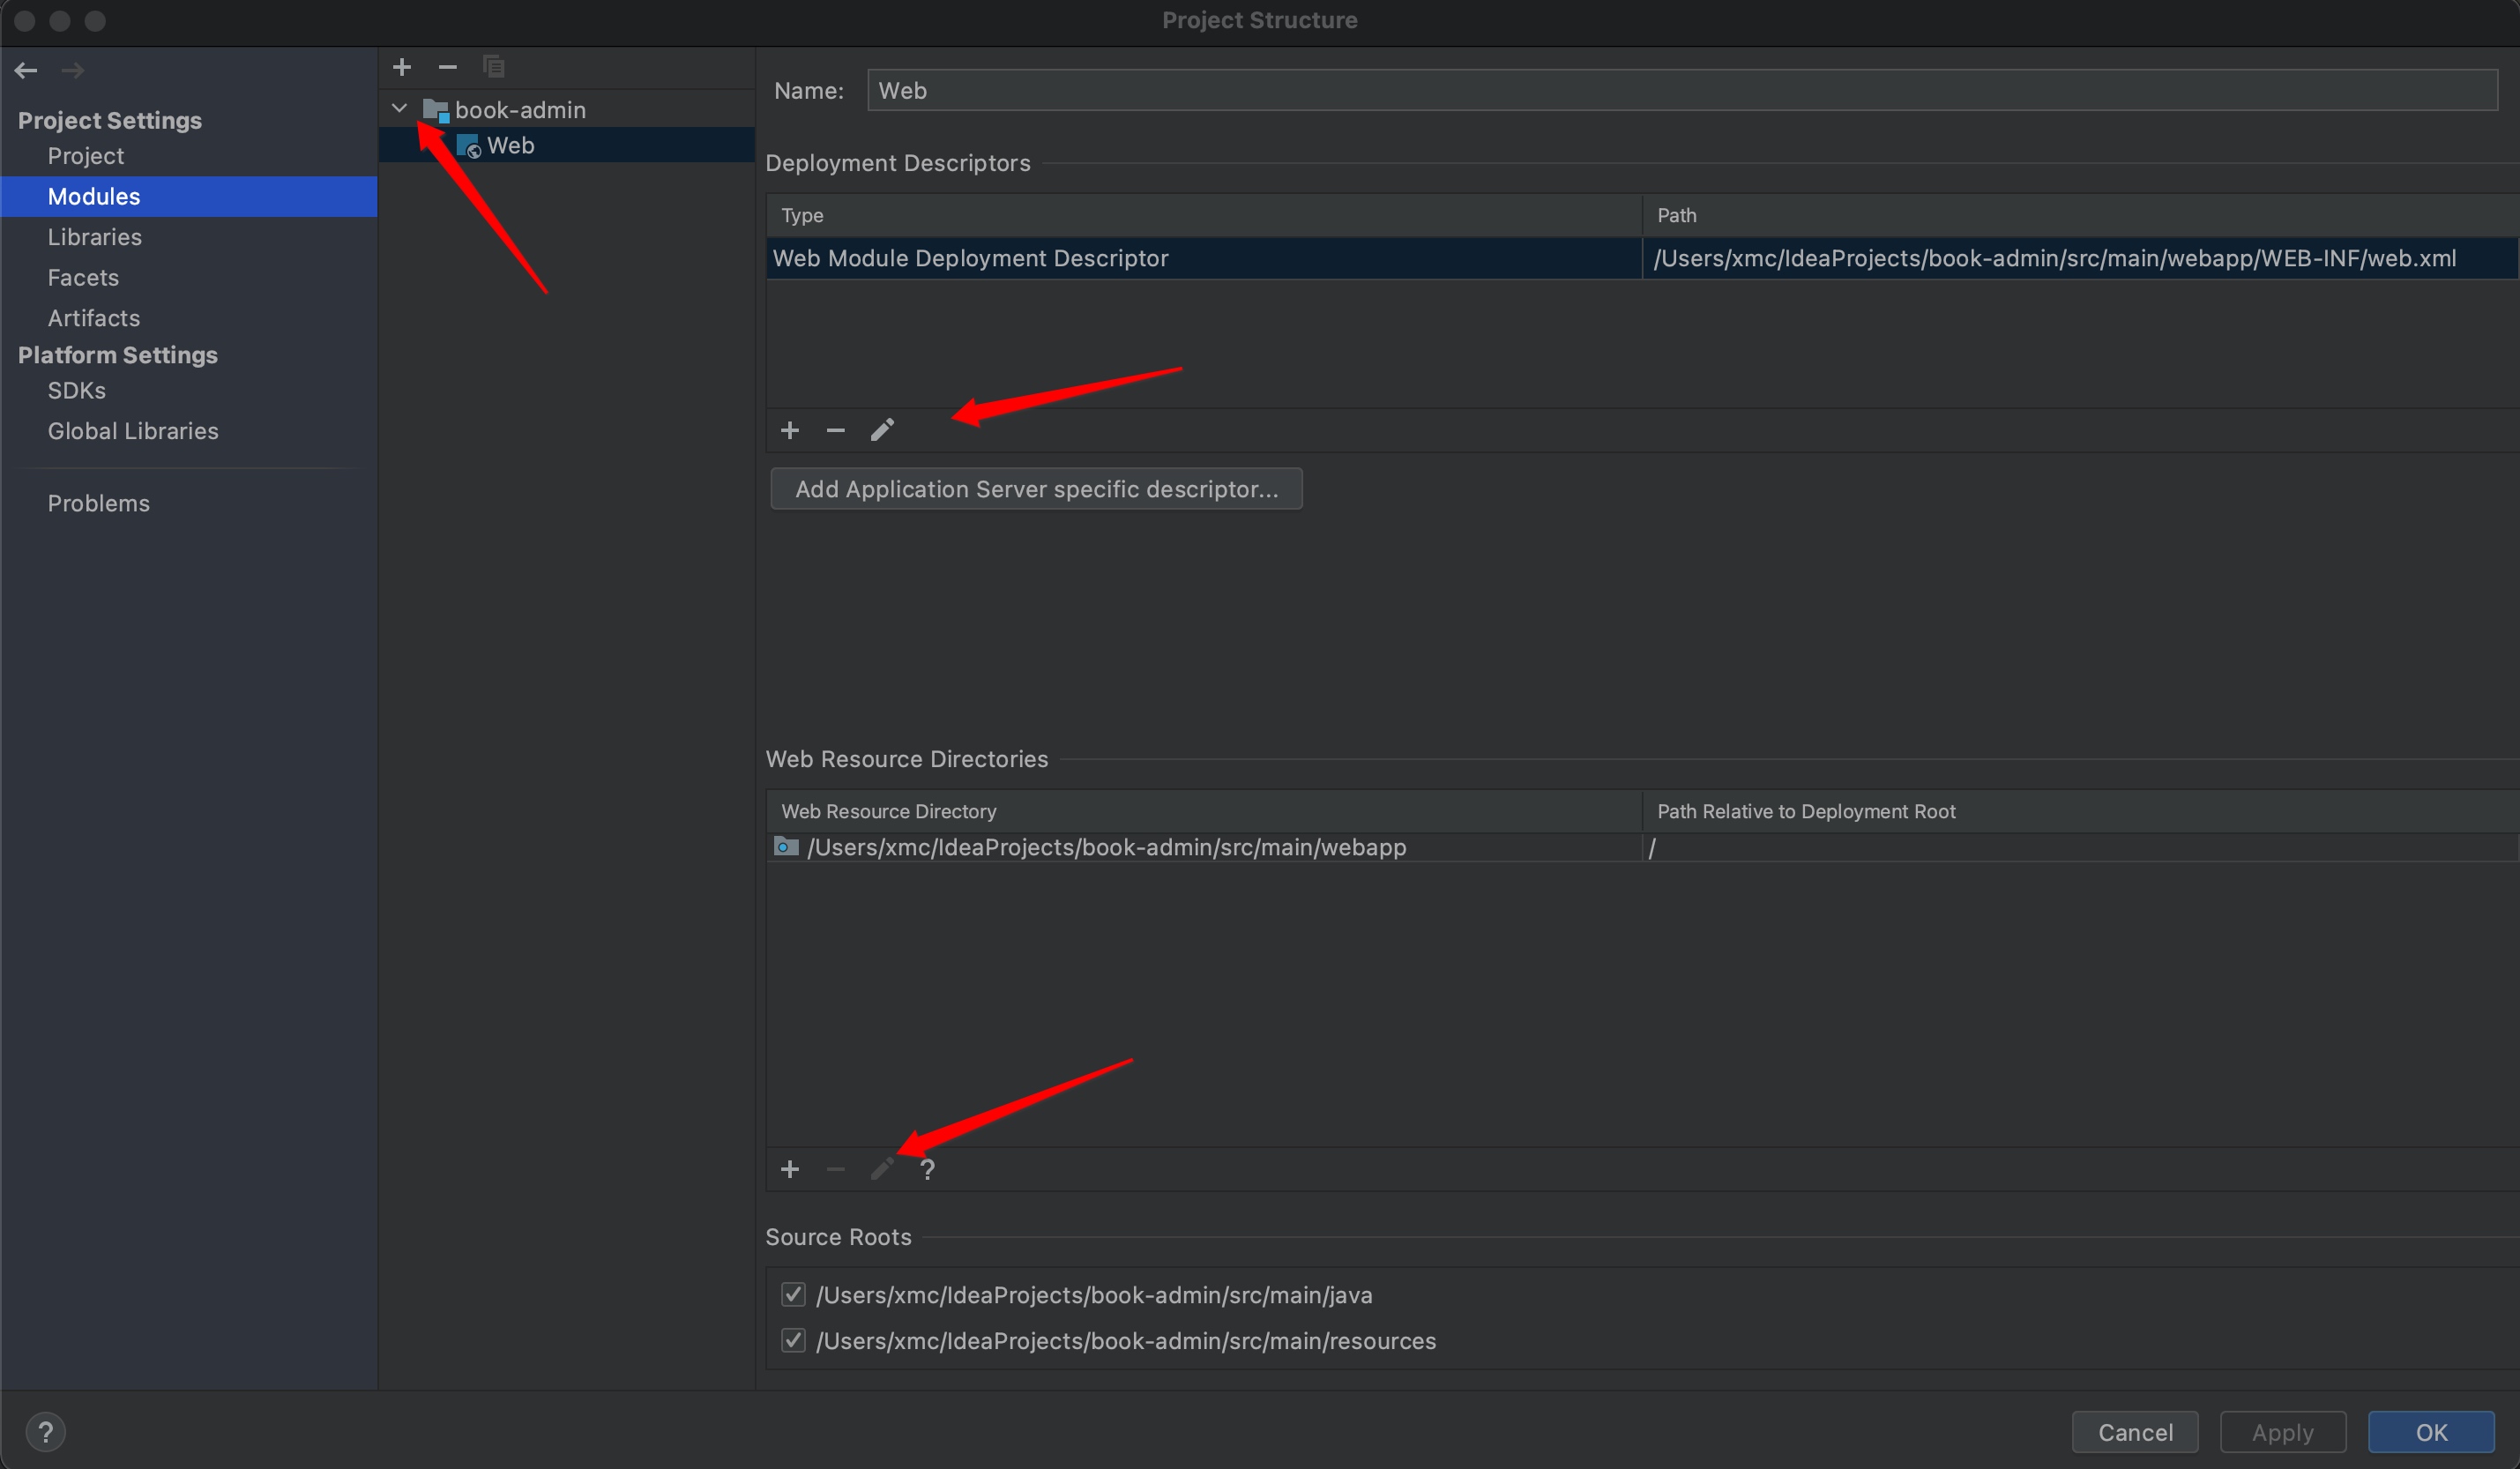 Project Structure
Project Settings
Project
Modules
Libraries
Facets
Artifacts
Platform Settings
SDKs
Global Libraries
Problems
book-admin
Web
Name: Web
Deployment Descriptors
Type Path
Web Module Deployment Descriptor /Users/xmc/IdeaProjects/book-admin/src/main/webapp/WEB-INF/web.xml
Add Application Server specific descriptor...
Web Resource Directories
Web Resource Directory Path Relative to Deployment Root
/Users/xmc/IdeaProjects/book-admin/src/main/webapp /
?
Source Roots
/Users/xmc/IdeaProjects/book-admin/src/main/java
/Users/xmc/IdeaProjects/book-admin/src/main/resources
? Cancel Apply OK